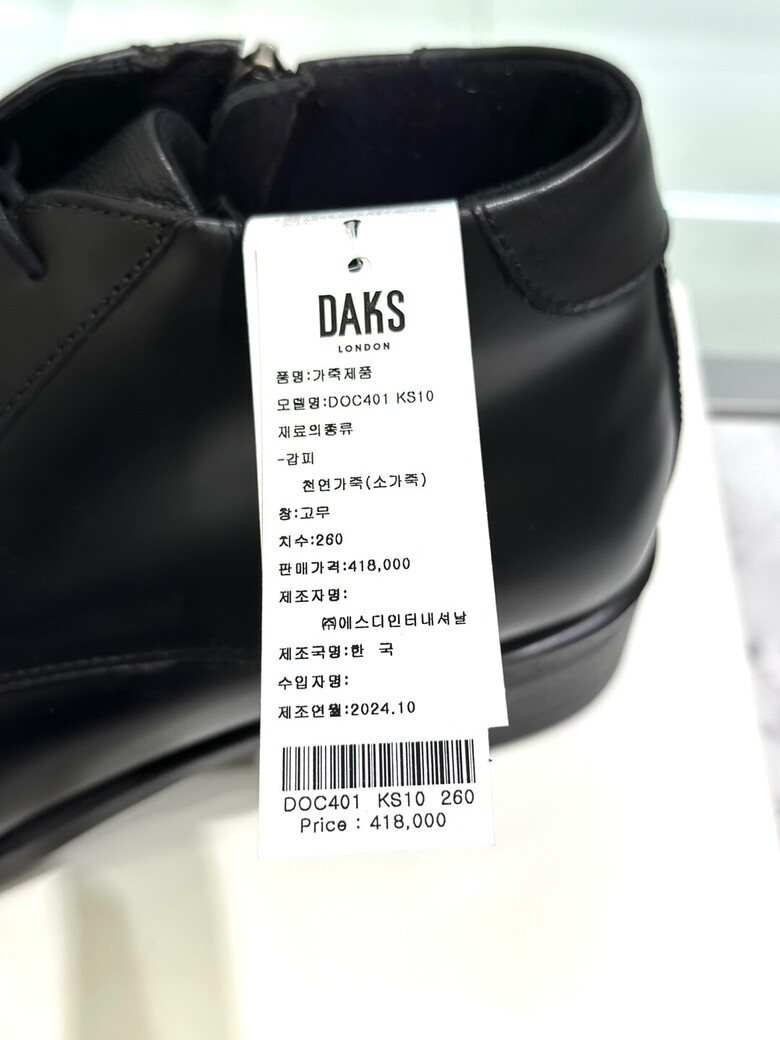 DAKS
LONDON
품명:가죽제품
모델명:DOC401 KS10
재료의종류
-갑피
천연가죽(소가죽)
창:고무
치수:260
판매가격:418,000
제조자명:
㈜에스디인터내셔날
제조국명:한 국
수입자명:
제조연월:2024.10
DOC401 KS10 260
Price : 418,000